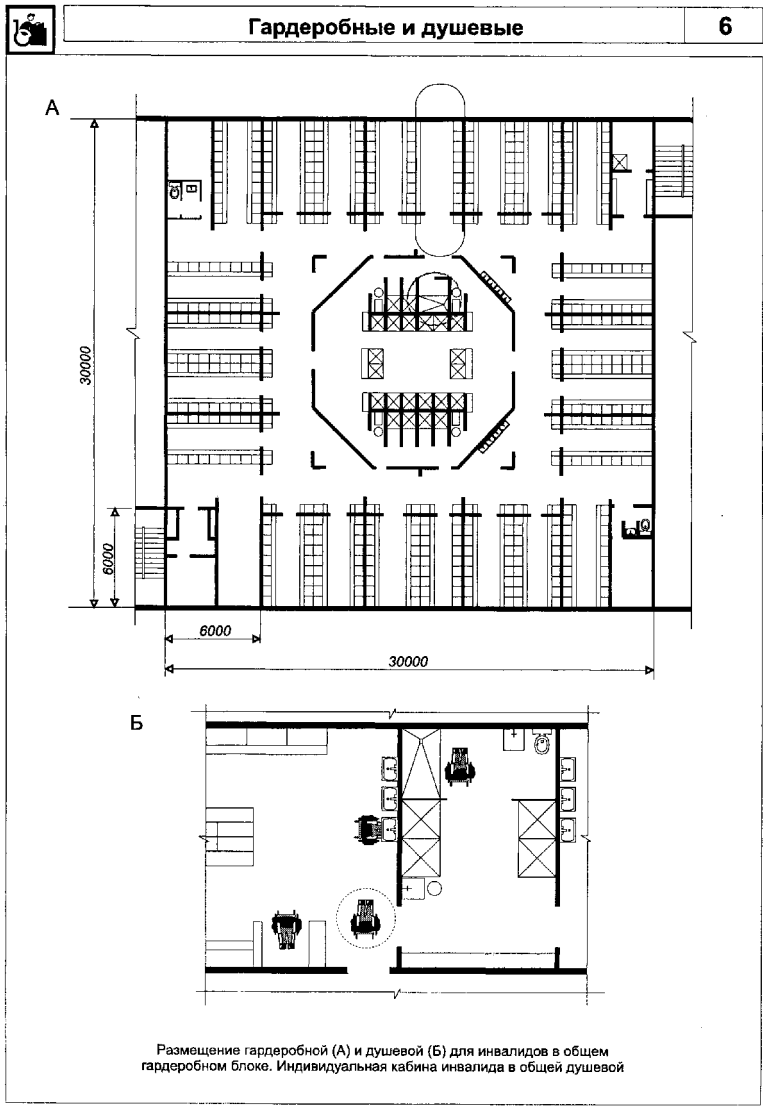 Гардеробные и душевые
6
А
30000
6000
6000
30000
Б
Размещение гардеробной (А) и душевой (Б) для инвалидов в общем
гардеробном блоке. Индивидуальная кабина инвалида в общей душевой